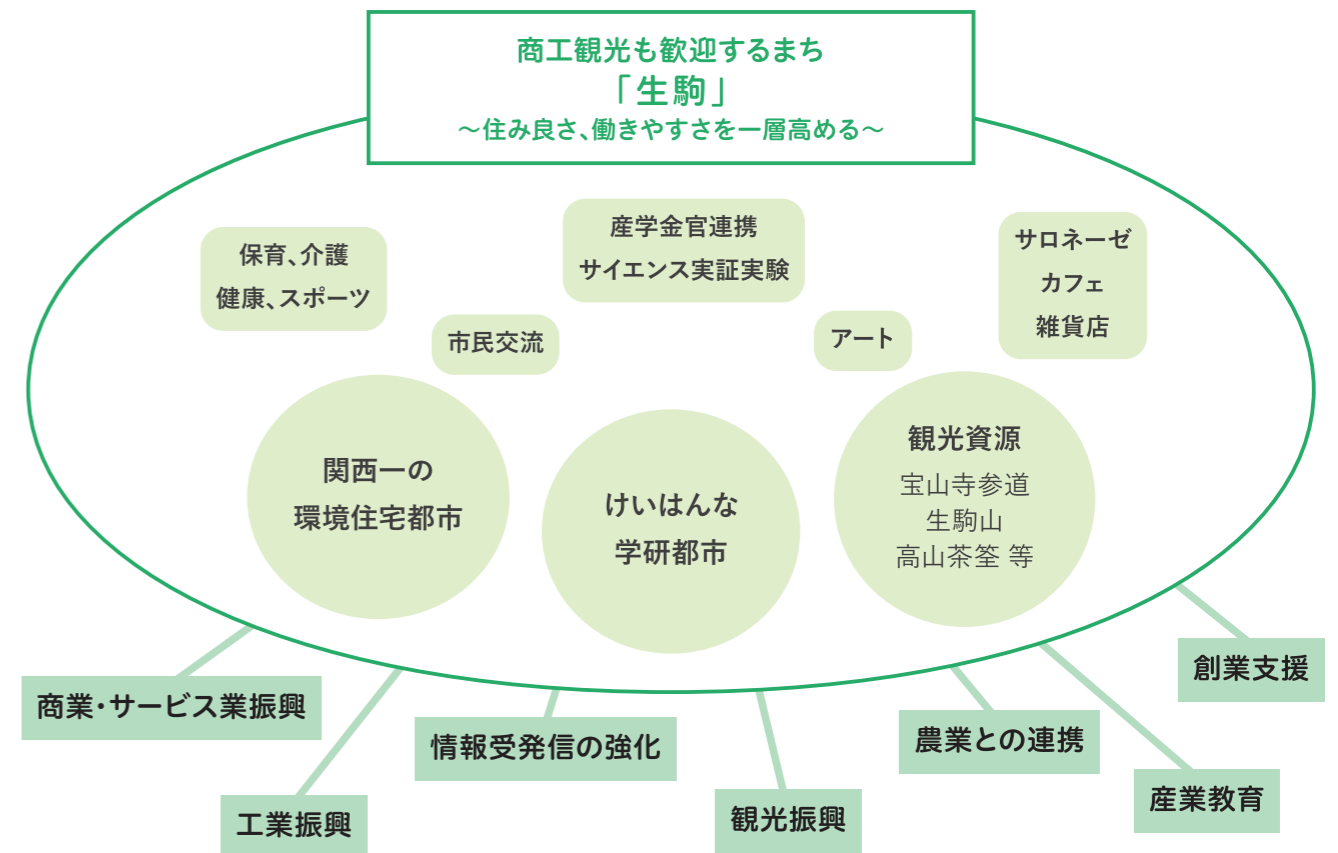 商工観光も歓迎するまち
「生駒」
～住み良さ、働きやすさを一層高める～
保育、介護
健康、スポーツ
産学金官連携
サイエンス実証実験
サロネーゼ
カフェ
雑貨店
市民交流
アート
関西一の
環境住宅都市
けいはんな
学研都市
観光資源
宝山寺参道
生駒山
高山茶筌 等
商業・サービス業振興
工業振興
情報受発信の強化
観光振興
農業との連携
産業教育
創業支援